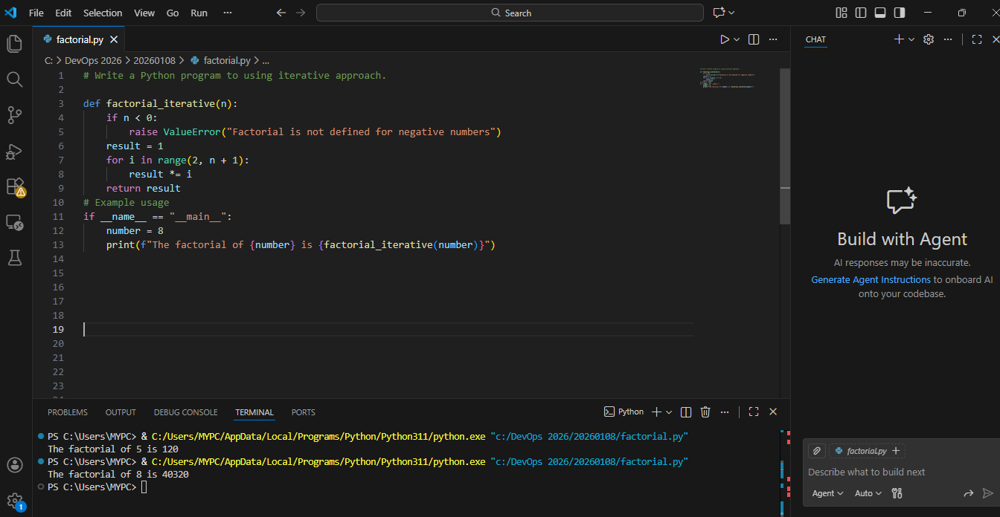 File Edit Selection View Go Run ··· Search
factorial.py
C: > DevOps 2026 > 20260108 > factorial.py > ...
1 # Write a Python program to using iterative approach.
2
3 def factorial_iterative(n):
4 if n < 0:
5 raise ValueError("Factorial is not defined for negative numbers")
6 result = 1
7 for i in range(2, n + 1):
8 result *= i
9 return result
10 # Example usage
11 if __name__ == "__main__":
12 number = 8
13 print(f"The factorial of {number} is {factorial_iterative(number)}")
14
15
16
17
18
19
20
21
22
23
CHAT
Build with Agent
AI responses may be inaccurate.
Generate Agent Instructions to onboard AI
onto your codebase.
PROBLEMS OUTPUT DEBUG CONSOLE TERMINAL PORTS Python
PS C:\Users\MYPC> & C:/Users/MYPC/AppData/Local/Programs/Python/Python311/python.exe "c:/DevOps 2026/20260108/factorial.py"
The factorial of 5 is 120
PS C:\Users\MYPC> & C:/Users/MYPC/AppData/Local/Programs/Python/Python311/python.exe "c:/DevOps 2026/20260108/factorial.py"
The factorial of 8 is 40320
PS C:\Users\MYPC>
factorial.py
Describe what to build next
Agent Auto
1